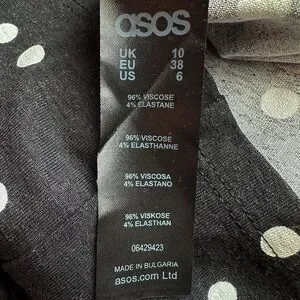 asos
UK 10
EU 38
US 6
96% VISCOSE
4% ELASTANE
96% VISCOSE
4% ELASTHANNE
96% VISCOSA
4% ELASTANO
96% VISKOSE
4% ELASTHAN
06429423
MADE IN BULGARIA
asos.com Ltd